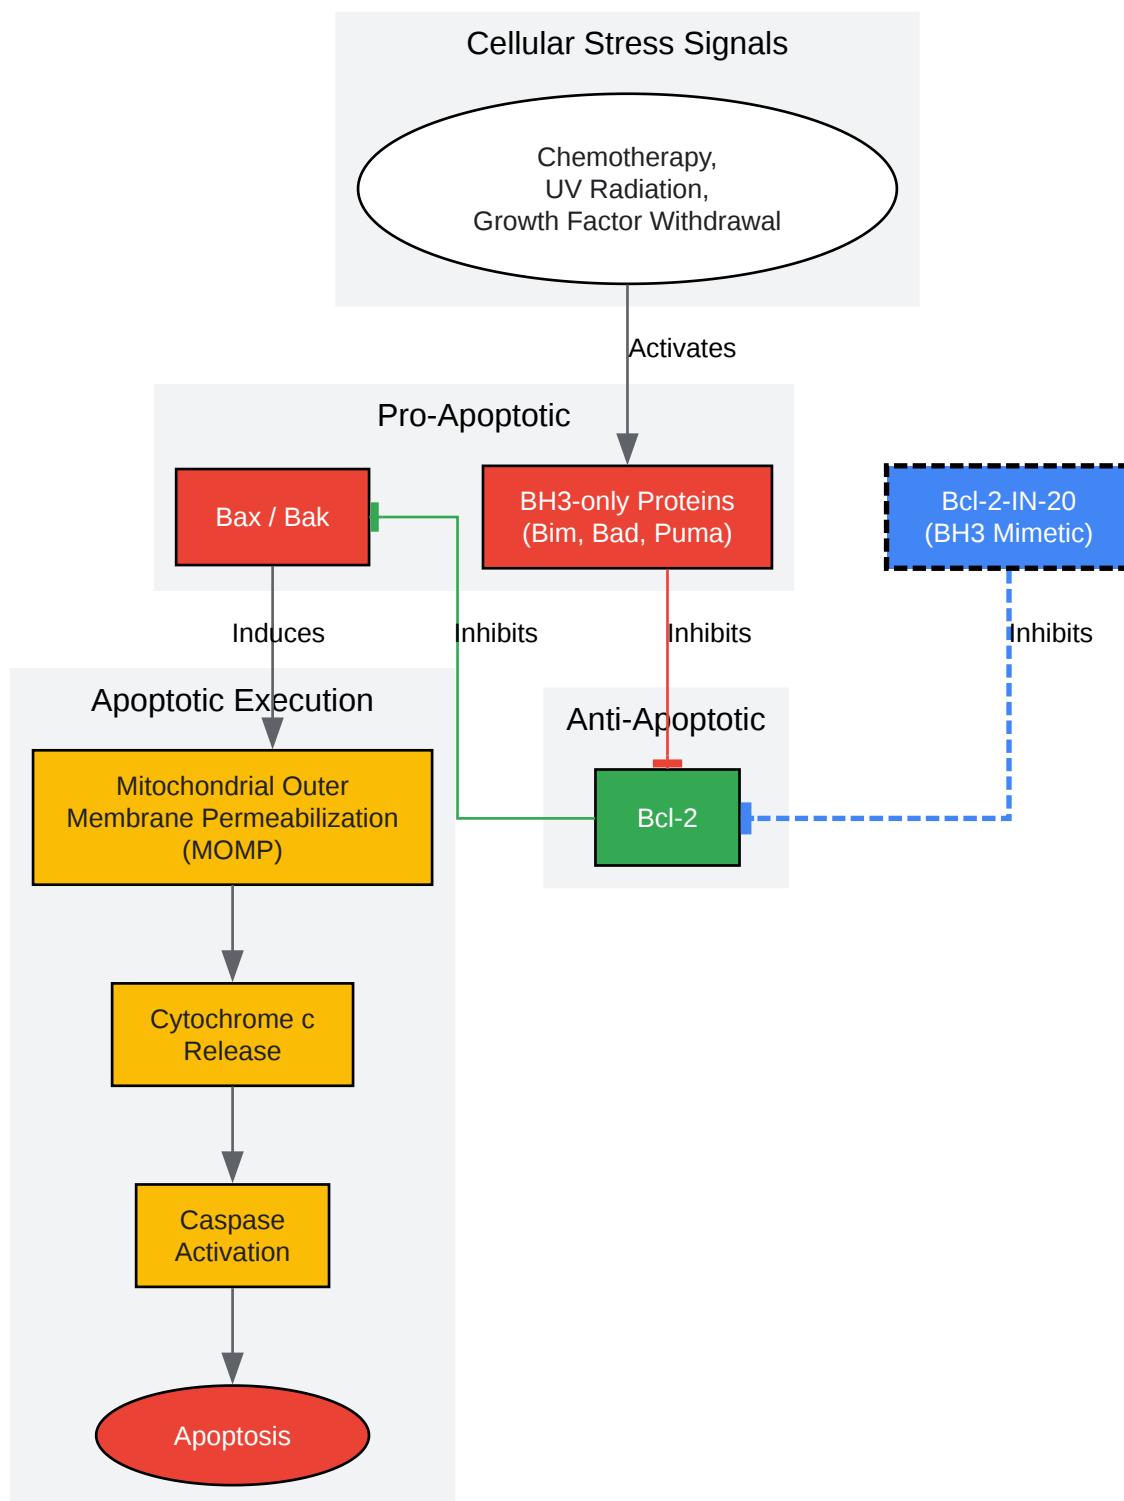 Cellular Stress Signals
Chemotherapy,
UV Radiation,
Growth Factor Withdrawal
Activates
Pro-Apoptotic
Bax / Bak
BH3-only Proteins
(Bim, Bad, Puma)
Bcl-2-IN-20
(BH3 Mimetic)
Induces
Inhibits
Inhibits
Inhibits
Apoptotic Execution
Anti-Apoptotic
Mitochondrial Outer
Membrane Permeabilization
(MOMP)
Bcl-2
Cytochrome c
Release
Caspase
Activation
Apoptosis